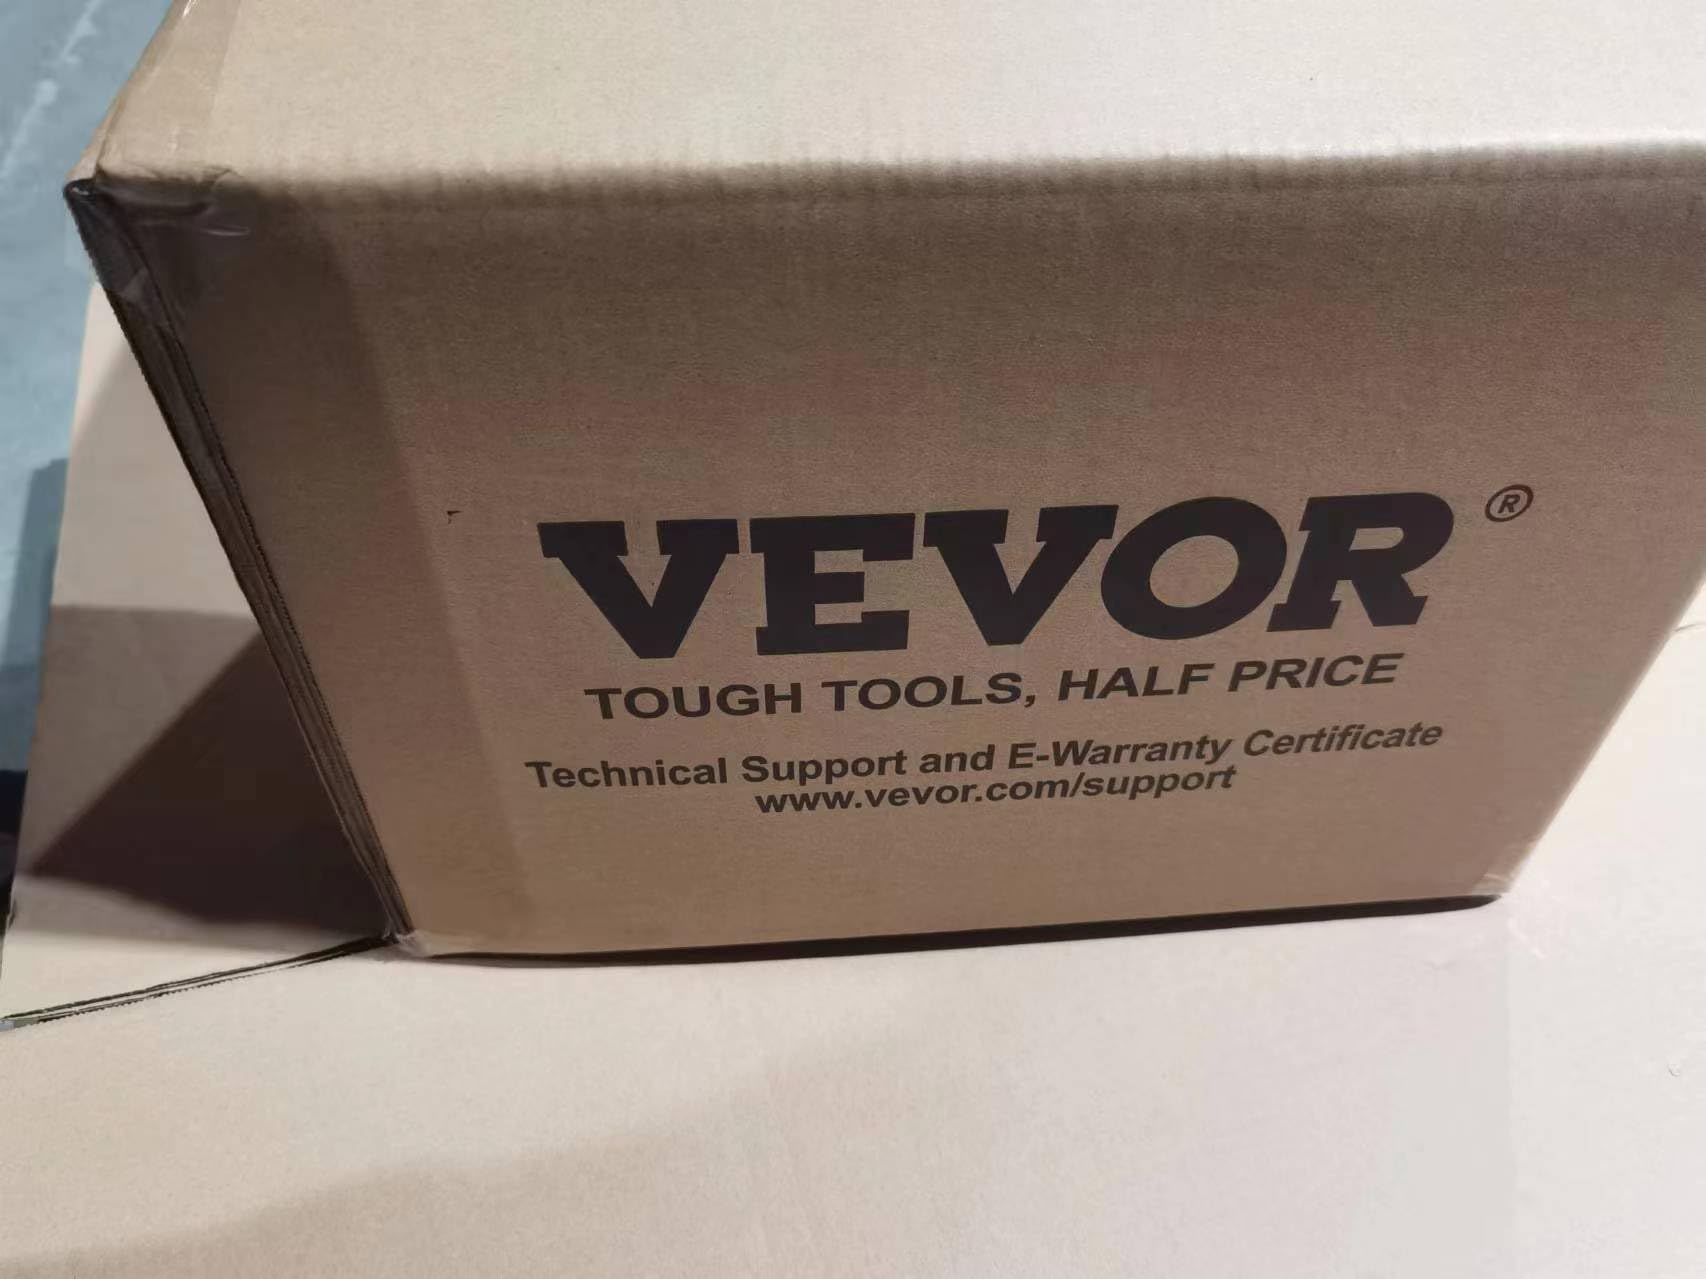 VEVOR®
TOUGH TOOLS, HALF PRICE
Technical Support and E-Warranty Certificate
www.vevor.com/support